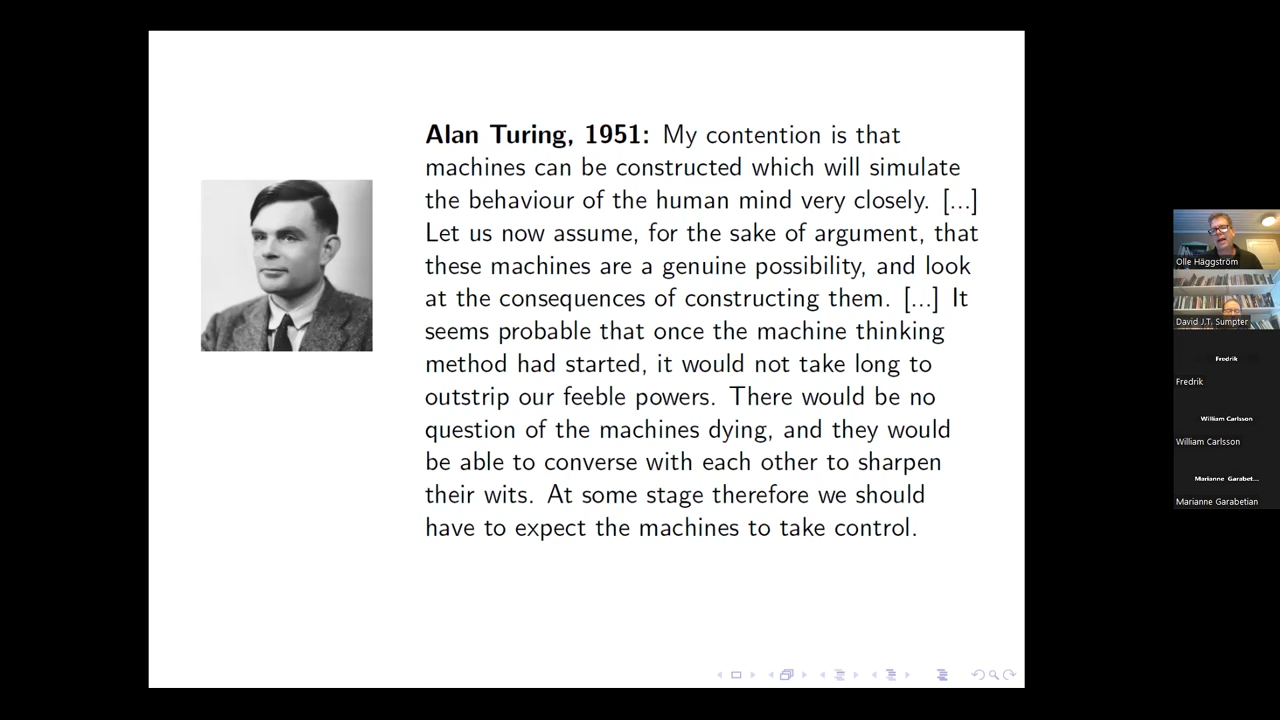 Alan Turing, 1951: My contention is that
machines can be constructed which will simulate
the behaviour of the human mind very closely. [...]
Let us now assume, for the sake of argument, that
these machines are a genuine possibility, and look
at the consequences of constructing them. [...] It
seems probable that once the machine thinking
method had started, it would not take long to
outstrip our feeble powers. There would be no
question of the machines dying, and they would
be able to converse with each other to sharpen
their wits. At some stage therefore we should
have to expect the machines to take control.
Olle Häggström
David J.T. Sumpter
Fredrik
Fredrik
William Carlsson
William Carlsson
Marianne Garabet...
Marianne Garabetian